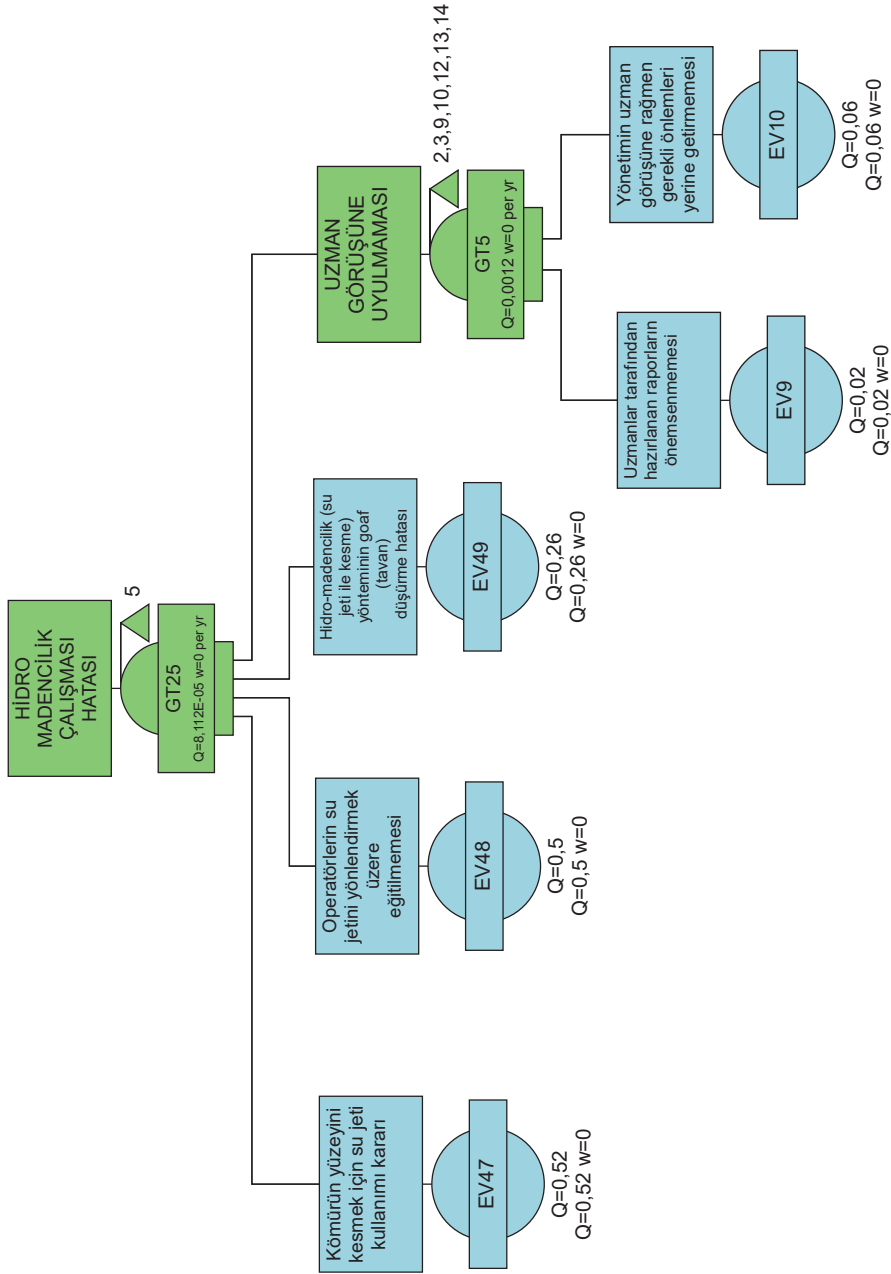 HİDRO
MADENCİLİK
ÇALIŞMASI
HATASI
5
GT25
Q=8,112E-05 w=0 per yr
Kömürün yüzeyini
kesmek için su jeti
kullanımı kararı
EV47
Q=0,52
Q=0,52 w=0
Operatörlerin su
jetini yönlendirmek
üzere
eğitilmemesi
EV48
Q=0,5
Q=0,5 w=0
Hidro-madencilik (su
jeti ile kesme)
yönteminin goaf
(tavan)
düşürme hatası
EV49
Q=0,26
Q=0,26 w=0
UZMAN
GÖRÜŞÜNE
UYULMAMASI
2,3,9,10,12,13,14
GT5
Q=0,0012 w=0 per yr
Uzmanlar tarafından
hazırlanan raporların
önemsenmemesi
EV9
Q=0,02
Q=0,02 w=0
Yönetimin uzman
görüşüne rağmen
gerekli önlemleri
yerine getirmemesi
EV10
Q=0,06
Q=0,06 w=0